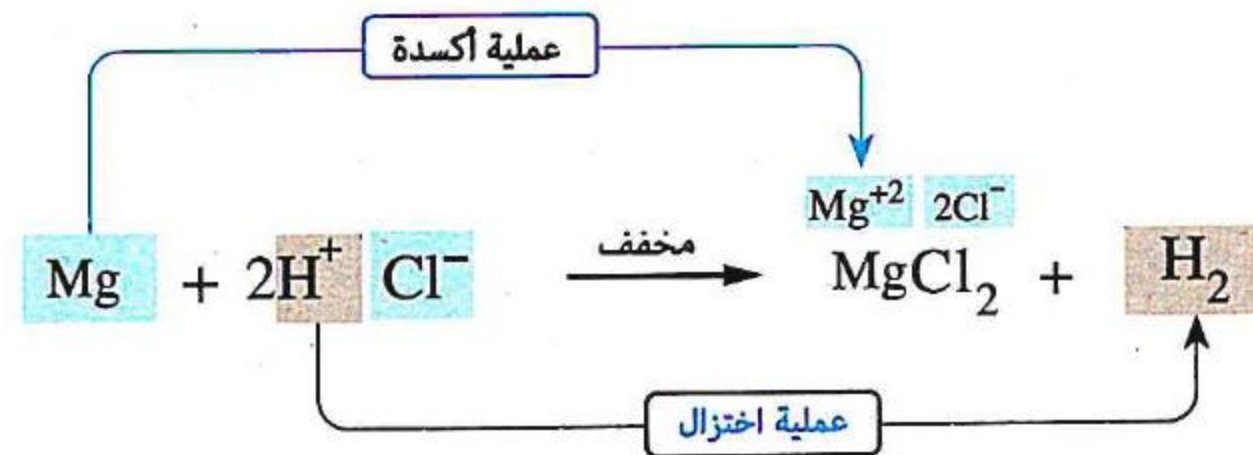 عملية أكسدة
Mg⁺² 2Cl⁻
Mg + 2H⁺ Cl⁻ مخفف MgCl₂ + H₂
عملية اختزال